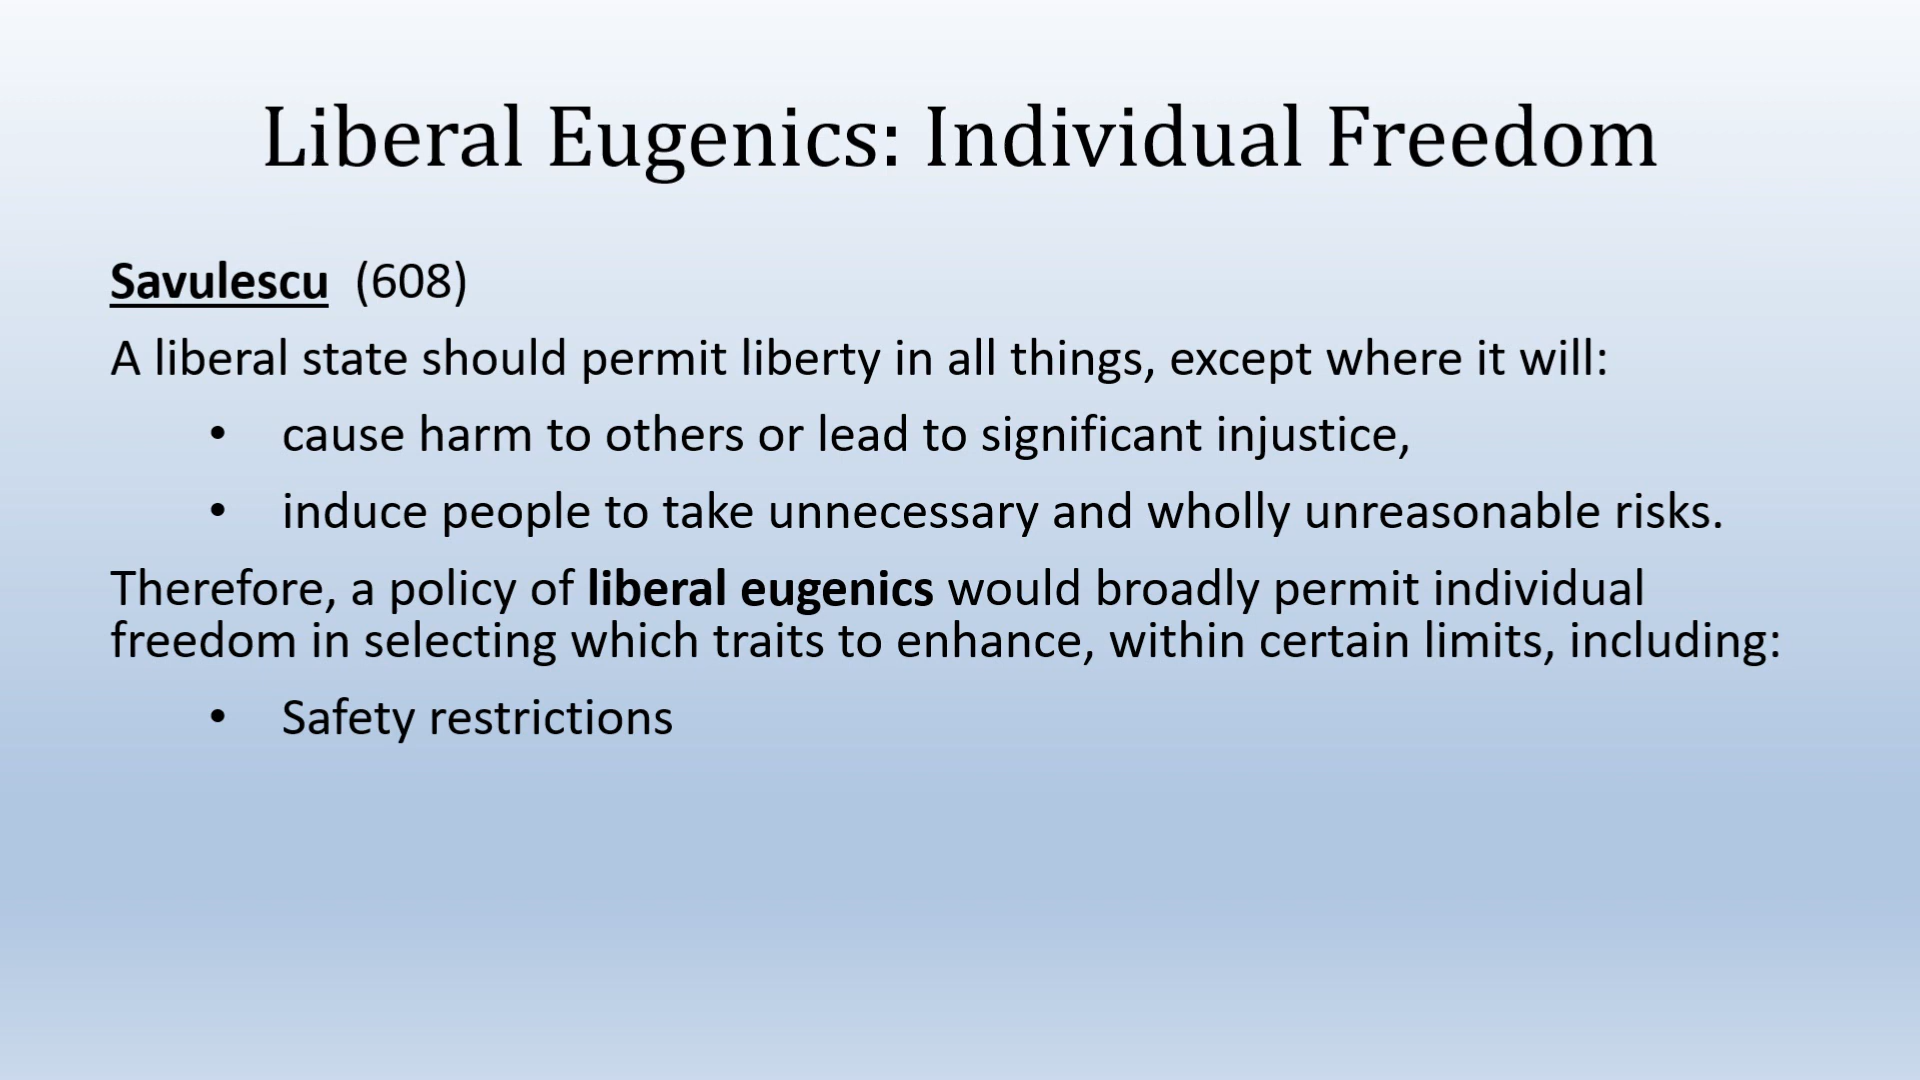 Liberal Eugenics: Individual Freedom
Savulescu (608)
A liberal state should permit liberty in all things, except where it will:
• cause harm to others or lead to significant injustice,
• induce people to take unnecessary and wholly unreasonable risks.
Therefore, a policy of liberal eugenics would broadly permit individual
freedom in selecting which traits to enhance, within certain limits, including:
• Safety restrictions